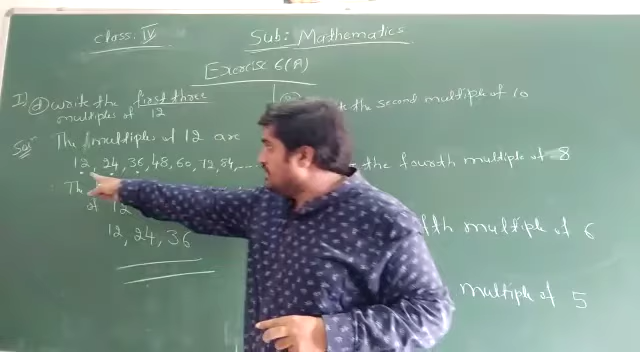 class: IV
Sub: Mathematics
Exercise 6(A)
I) d) write the first three
multiples of 12
Sol:
The multiples of 12 are
12, 24, 36, 48, 60, 72, 84, ....
of 12
12, 24, 36
the second multiple of 10
the fourth multiple of 8
multiple of 6
multiple of 5